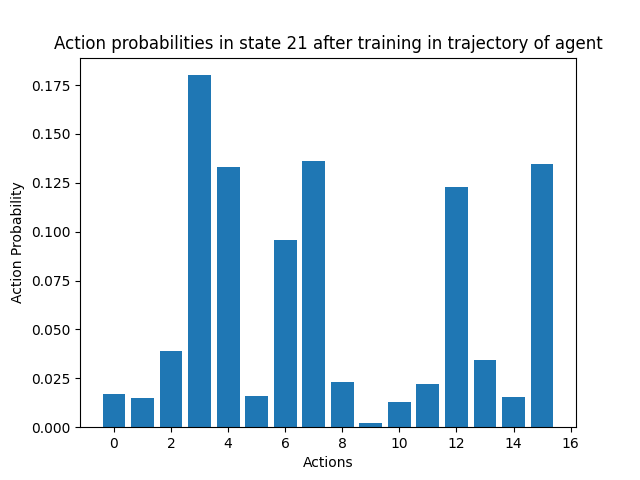 Action probabilities in state 21 after training in trajectory of agent
0.175
0.150
0.125
0.100
0.075
0.050
0.025
0.000
Action Probability
0 2 4 6 8 10 12 14 16
Actions